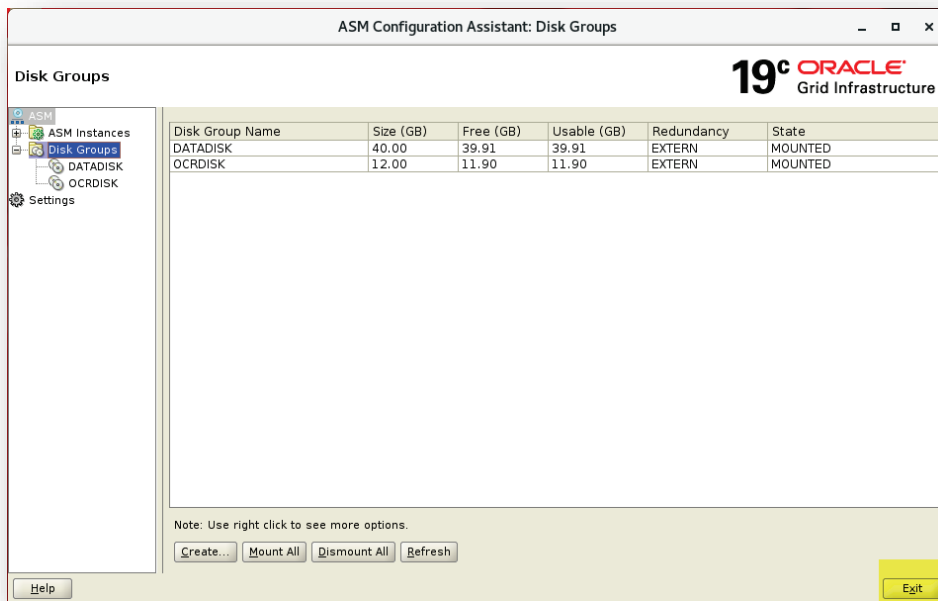 ASM Configuration Assistant: Disk Groups
Disk Groups
19c ORACLE
Grid Infrastructure
ASM
ASM Instances
Disk Groups
DATADISK
OCRDISK
Settings
Disk Group Name Size (GB) Free (GB) Usable (GB) Redundancy State
DATADISK 40.00 39.91 39.91 EXTERN MOUNTED
OCRDISK 12.00 11.90 11.90 EXTERN MOUNTED
Note: Use right click to see more options.
Create... Mount All Dismount All Refresh
Help Exit